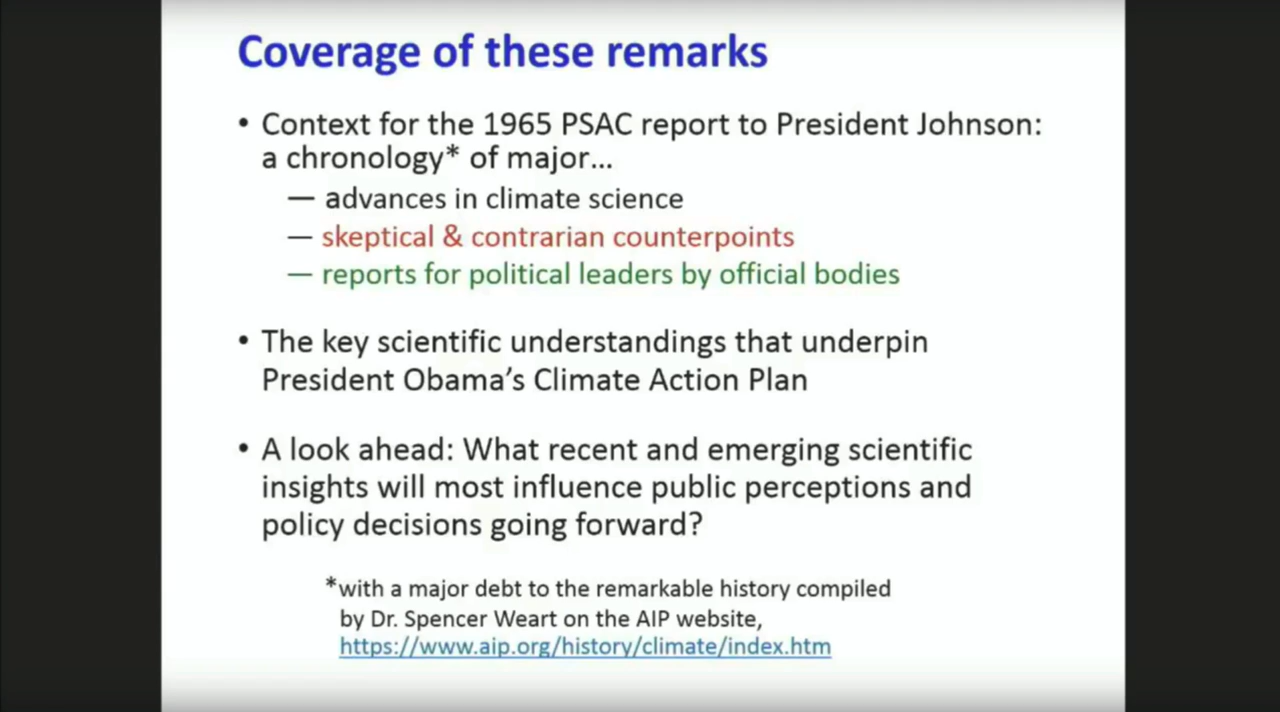 Coverage of these remarks
• Context for the 1965 PSAC report to President Johnson:
a chronology* of major...
— advances in climate science
— skeptical & contrarian counterpoints
— reports for political leaders by official bodies
• The key scientific understandings that underpin
President Obama's Climate Action Plan
• A look ahead: What recent and emerging scientific
insights will most influence public perceptions and
policy decisions going forward?
*with a major debt to the remarkable history compiled
by Dr. Spencer Weart on the AIP website,
https://www.aip.org/history/climate/index.htm